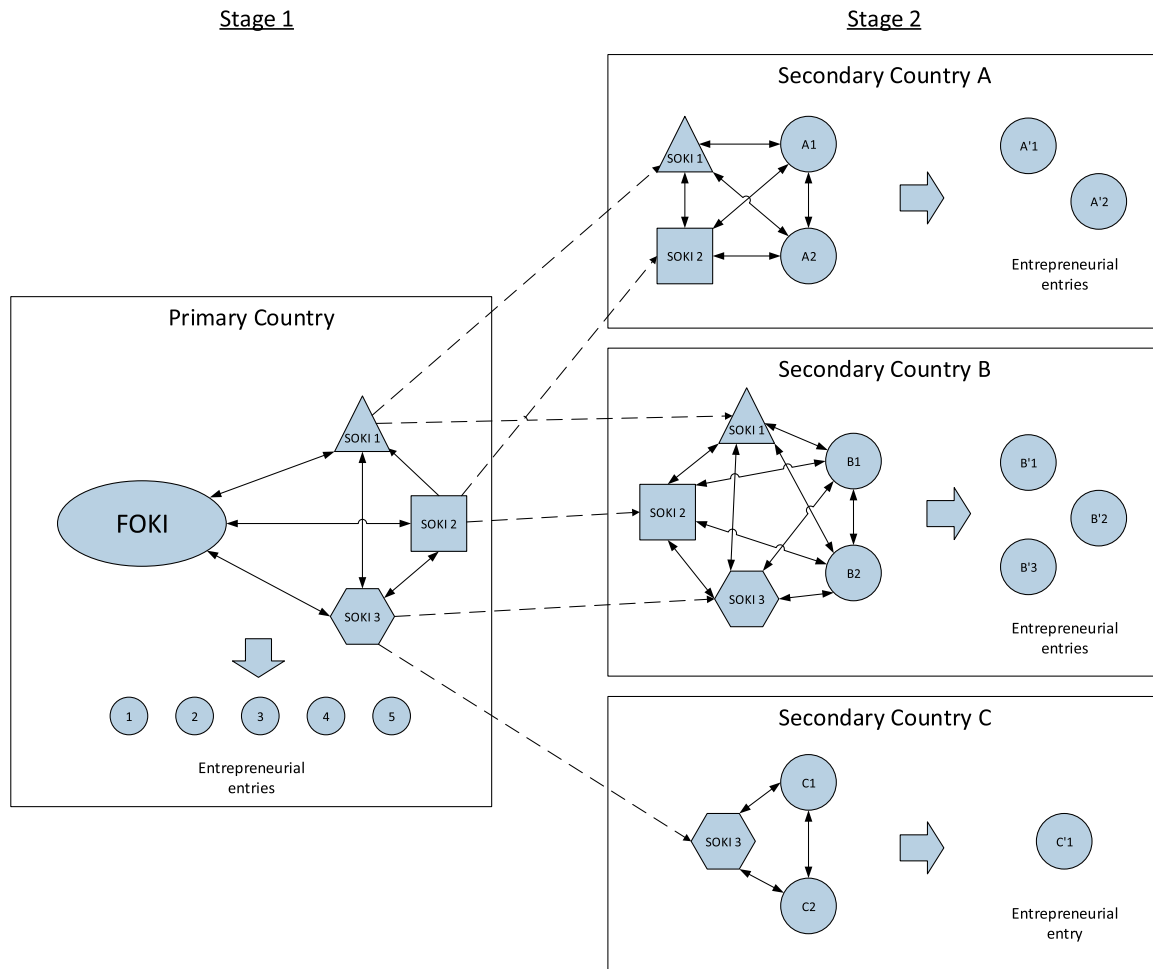 Stage 1
Stage 2
Primary Country
FOKI
SOKI 1
SOKI 2
SOKI 3
1
2
3
4
5
Entrepreneurial
entries
Secondary Country A
SOKI 1
A1
SOKI 2
A2
A'1
A'2
Entrepreneurial
entries
Secondary Country B
SOKI 1
B1
SOKI 2
B2
SOKI 3
B'1
B'2
B'3
Entrepreneurial
entries
Secondary Country C
C1
SOKI 3
C2
C'1
Entrepreneurial
entry